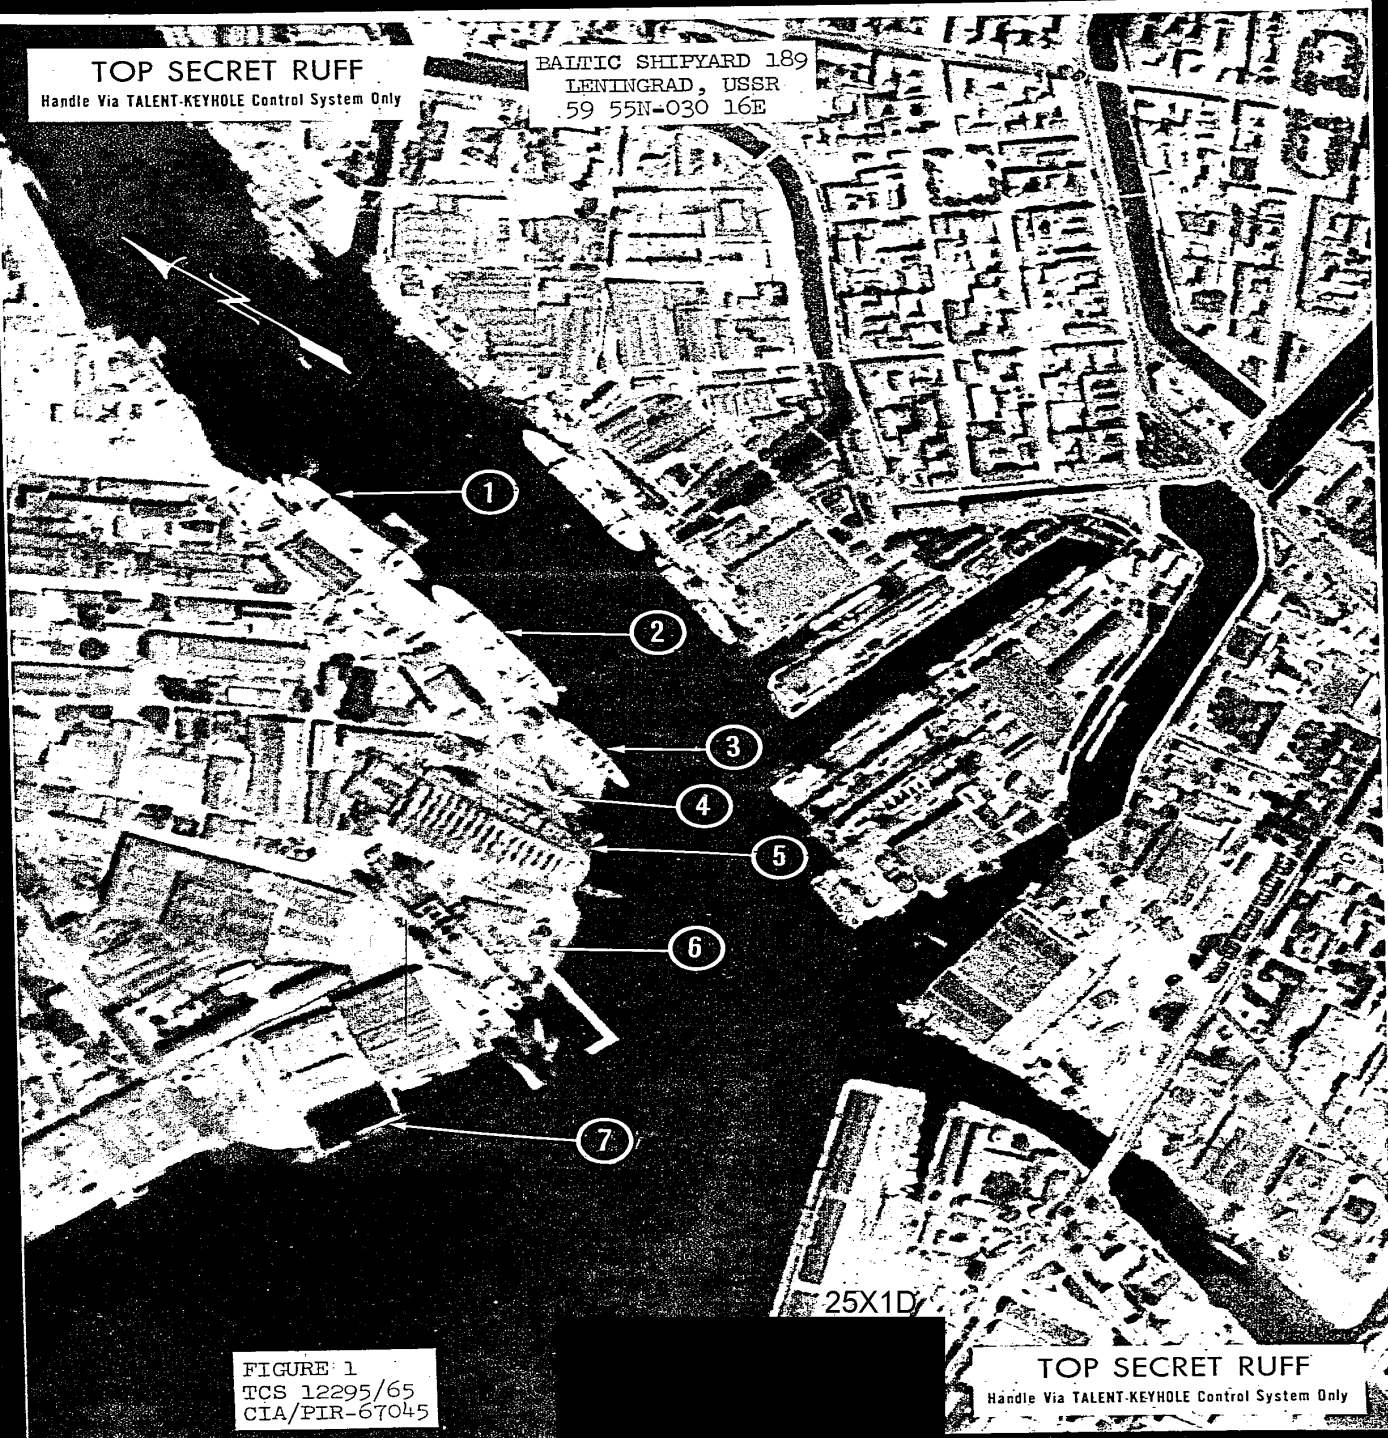 TOP SECRET RUFF
Handle Via TALENT-KEYHOLE Control System Only
BALTIC SHIPYARD 189
LENINGRAD, USSR
59 55N-030 16E
N
1
2
3
4
5
6
7
25X1D
FIGURE 1
TCS 12295/65
CIA/PIR-67045
TOP SECRET RUFF
Handle Via TALENT-KEYHOLE Control System Only